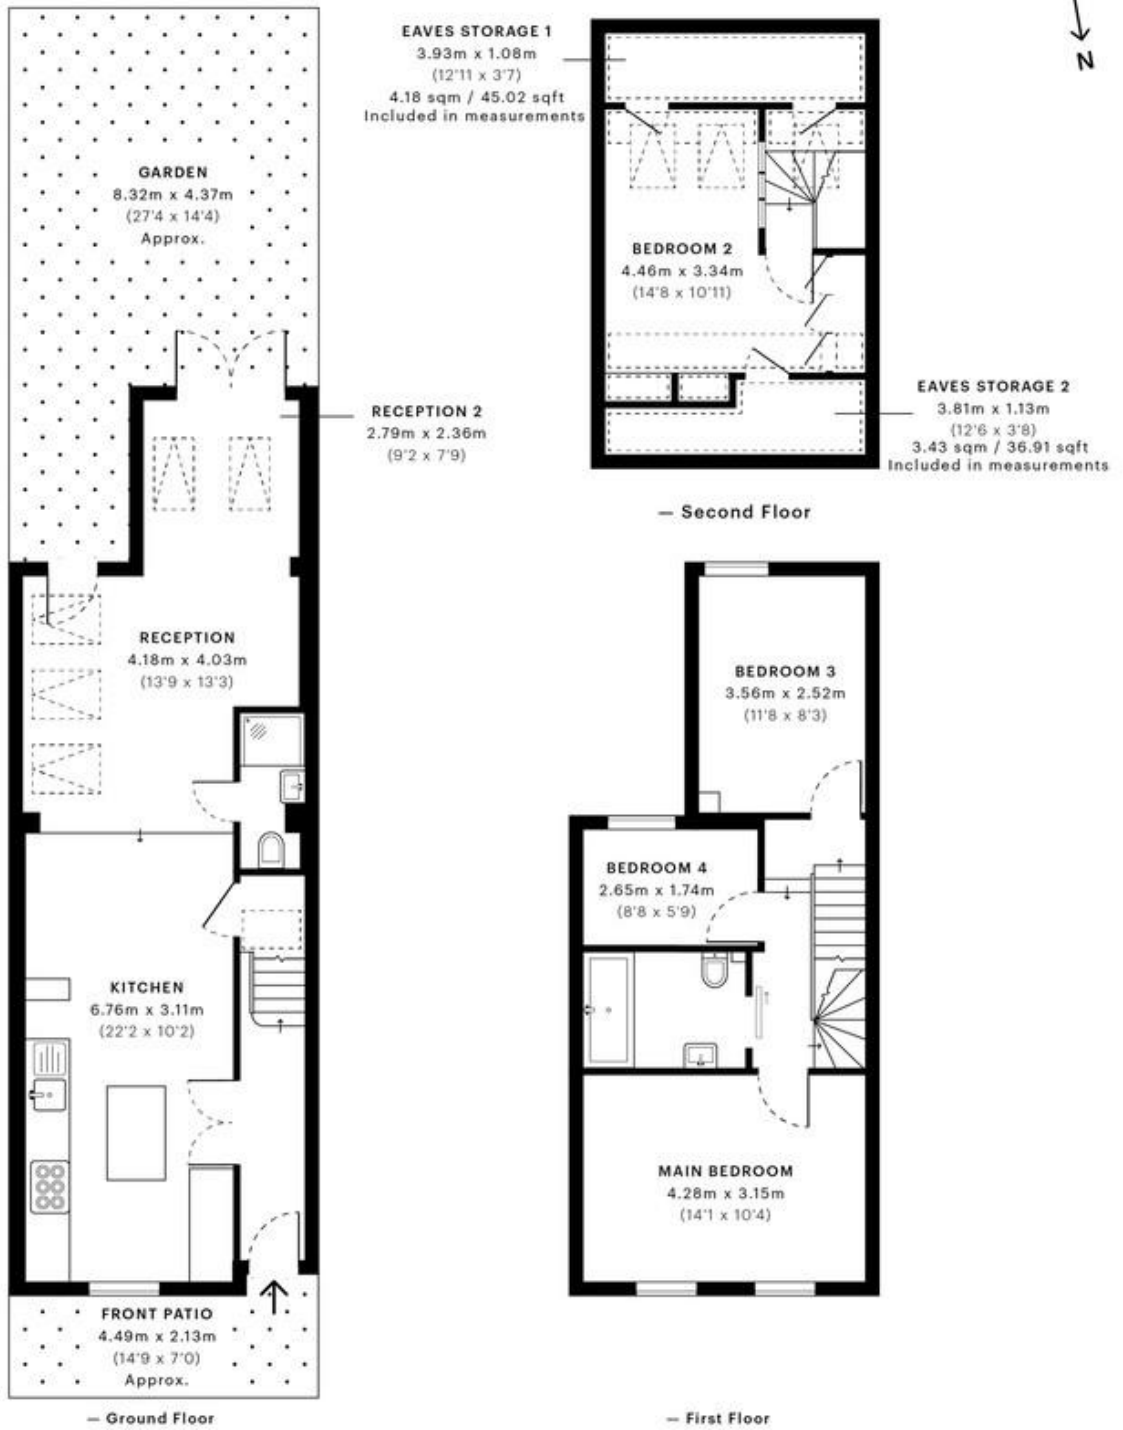 N
EAVES STORAGE 1
3.93m x 1.08m
(12'11 x 3'7)
4.18 sqm / 45.02 sqft
Included in measurements
GARDEN
8.32m x 4.37m
(27'4 x 14'4)
Approx.
BEDROOM 2
4.46m x 3.34m
(14'8 x 10'11)
RECEPTION 2
2.79m x 2.36m
(9'2 x 7'9)
EAVES STORAGE 2
3.81m x 1.13m
(12'6 x 3'8)
3.43 sqm / 36.91 sqft
Included in measurements
— Second Floor
RECEPTION
4.18m x 4.03m
(13'9 x 13'3)
BEDROOM 3
3.56m x 2.52m
(11'8 x 8'3)
BEDROOM 4
2.65m x 1.74m
(8'8 x 5'9)
KITCHEN
6.76m x 3.11m
(22'2 x 10'2)
MAIN BEDROOM
4.28m x 3.15m
(14'1 x 10'4)
FRONT PATIO
4.49m x 2.13m
(14'9 x 7'0)
Approx.
— Ground Floor
— First Floor